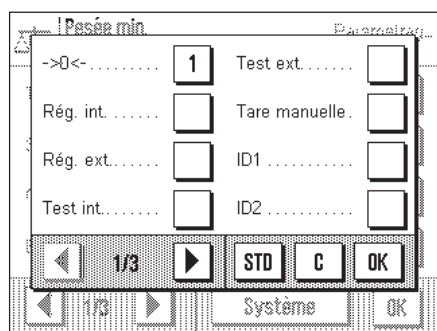 !Pesée min.
Paramétrag-
->0<-......... 1
Test ext.
Rég. int.......
Tare manuelle.
Rég. ext.......
ID1 ...........
Test int.......
ID2 ...........
1/3
STD
C
OK
1/3
Système
OK